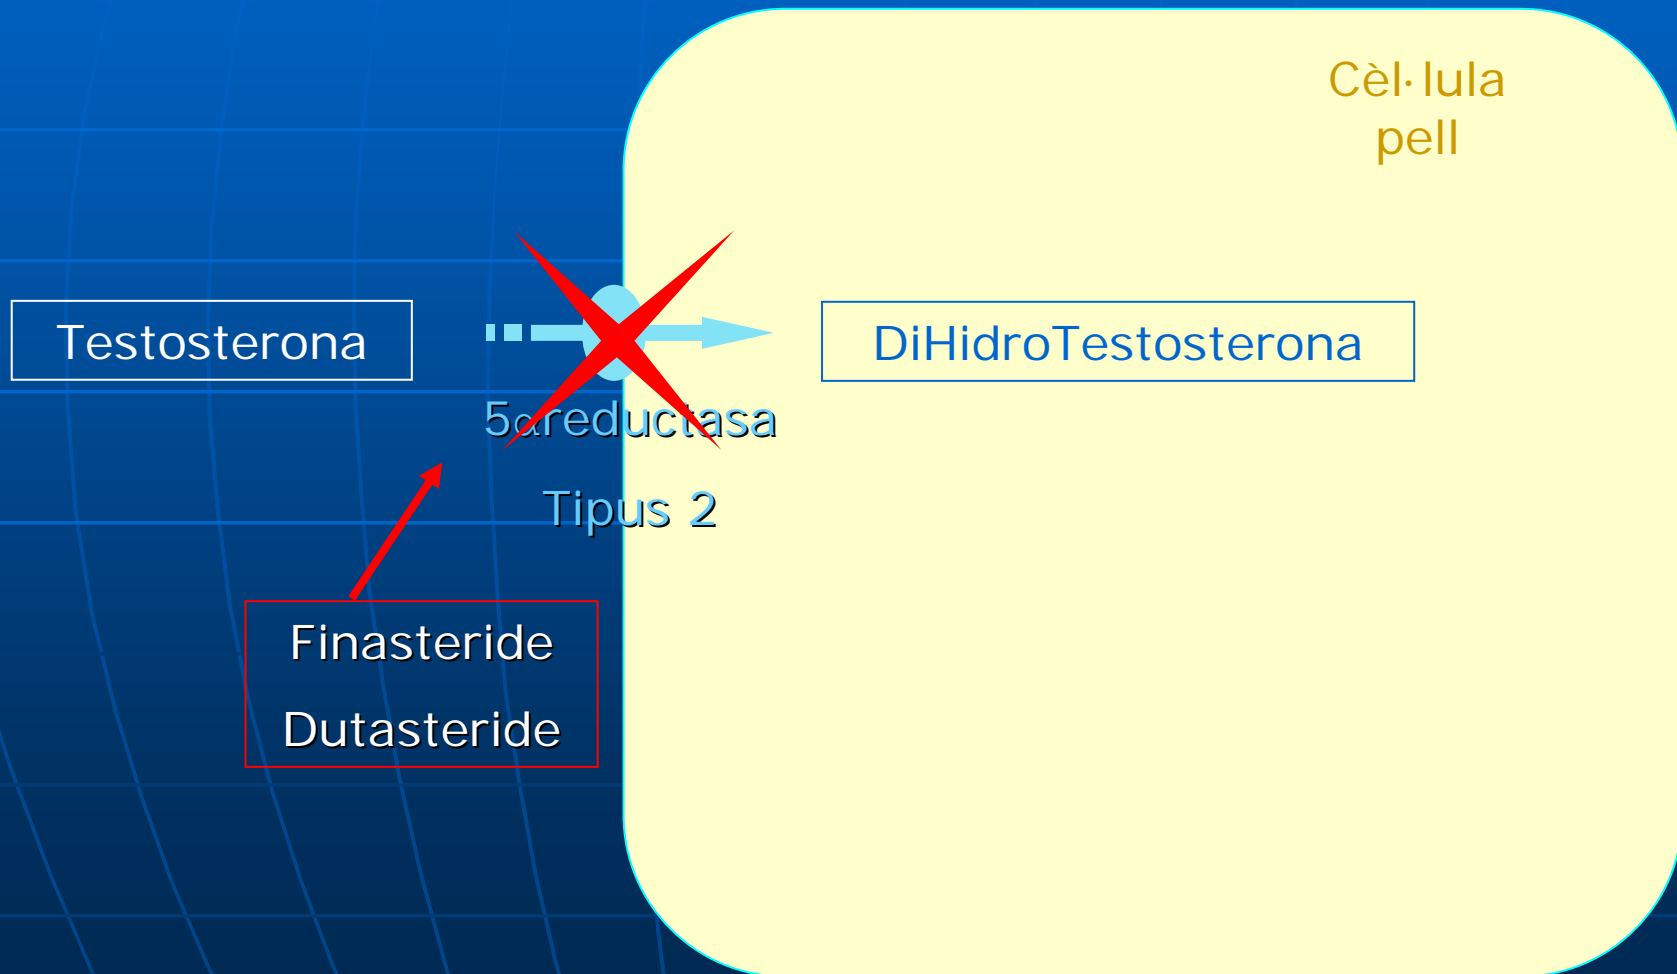 Cèl·lula
pell
Testosterona
DiHidroTestosterona
5αreductasa
Tipus 2
Finasteride
Dutasteride